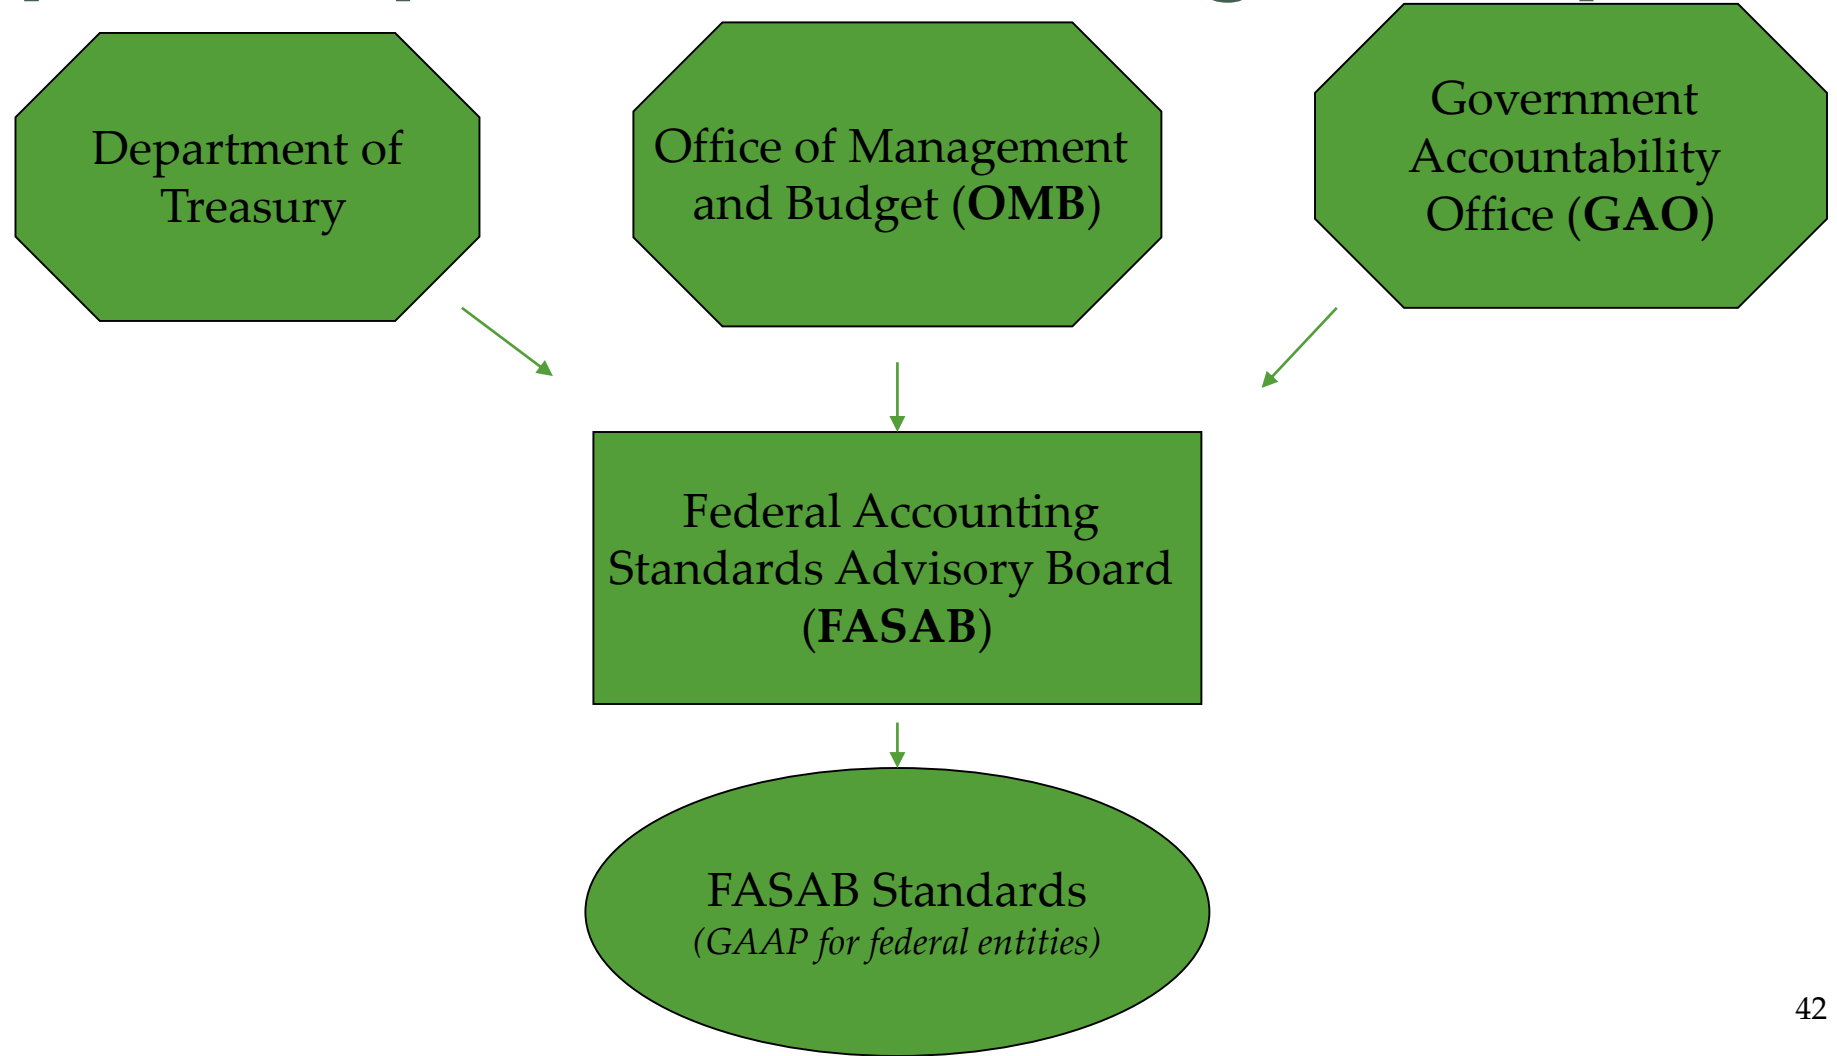 Department of
Treasury
Office of Management
and Budget (OMB)
Government
Accountability
Office (GAO)
Federal Accounting
Standards Advisory Board
(FASAB)
FASAB Standards
(GAAP for federal entities)
42